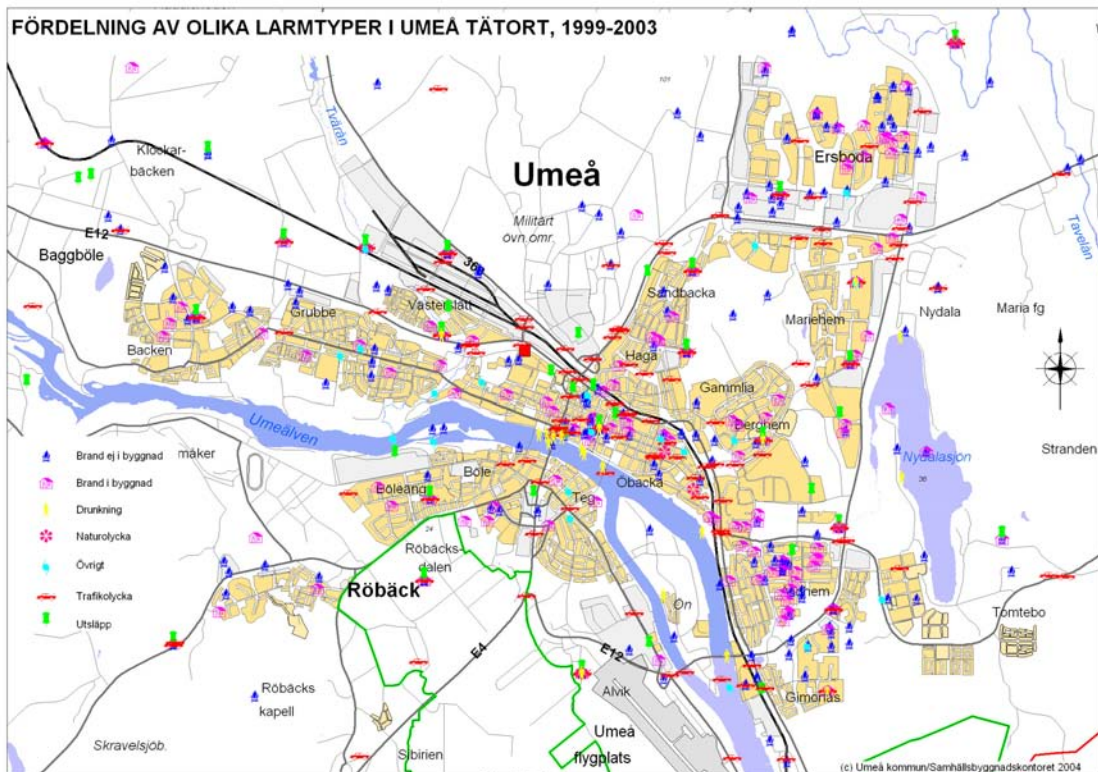 FÖRDELNING AV OLIKA LARMTYPER I UMEÅ TÄTORT, 1999-2003
101
Tvärån
Klockar-
bäcken
Umeå
Ersboda
Militärt
övn.omr.
Tavelån
E12
Baggböle
363
Sandbacka
Västerslätt
Grubbe
Mariehem
Nydala
Maria fg
Backen
Haga
Gammlia
Umeälven
Berghem
Stranden
Nydalasjön
36
Böle
Öbacka
Böleäng
Teg
24
Brand ej i byggnad
Brand i byggnad
Drunkning
Naturolycka
Övrigt
Trafikolycka
Utsläpp
Röbäcks-
dalen
Röbäck
Ön
Tomtebo
E4
E12
Röbäcks
kapell
Alvik
Gimonäs
Skravelsjöb.
Sibirien
Umeå
flygplats
(c) Umeå kommun/Samhällsbyggnadskontoret 2004